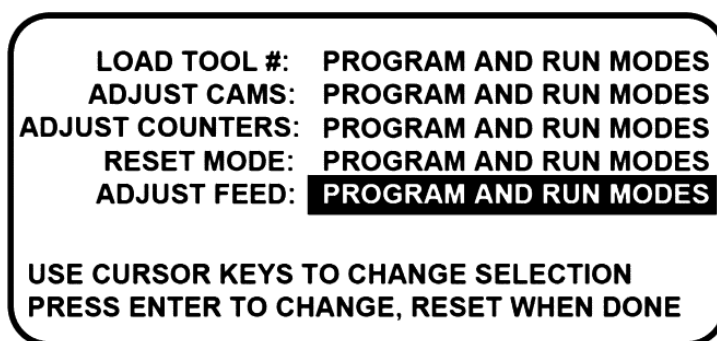 LOAD TOOL #: PROGRAM AND RUN MODES
ADJUST CAMS: PROGRAM AND RUN MODES
ADJUST COUNTERS: PROGRAM AND RUN MODES
RESET MODE: PROGRAM AND RUN MODES
ADJUST FEED: PROGRAM AND RUN MODES
USE CURSOR KEYS TO CHANGE SELECTION
PRESS ENTER TO CHANGE, RESET WHEN DONE